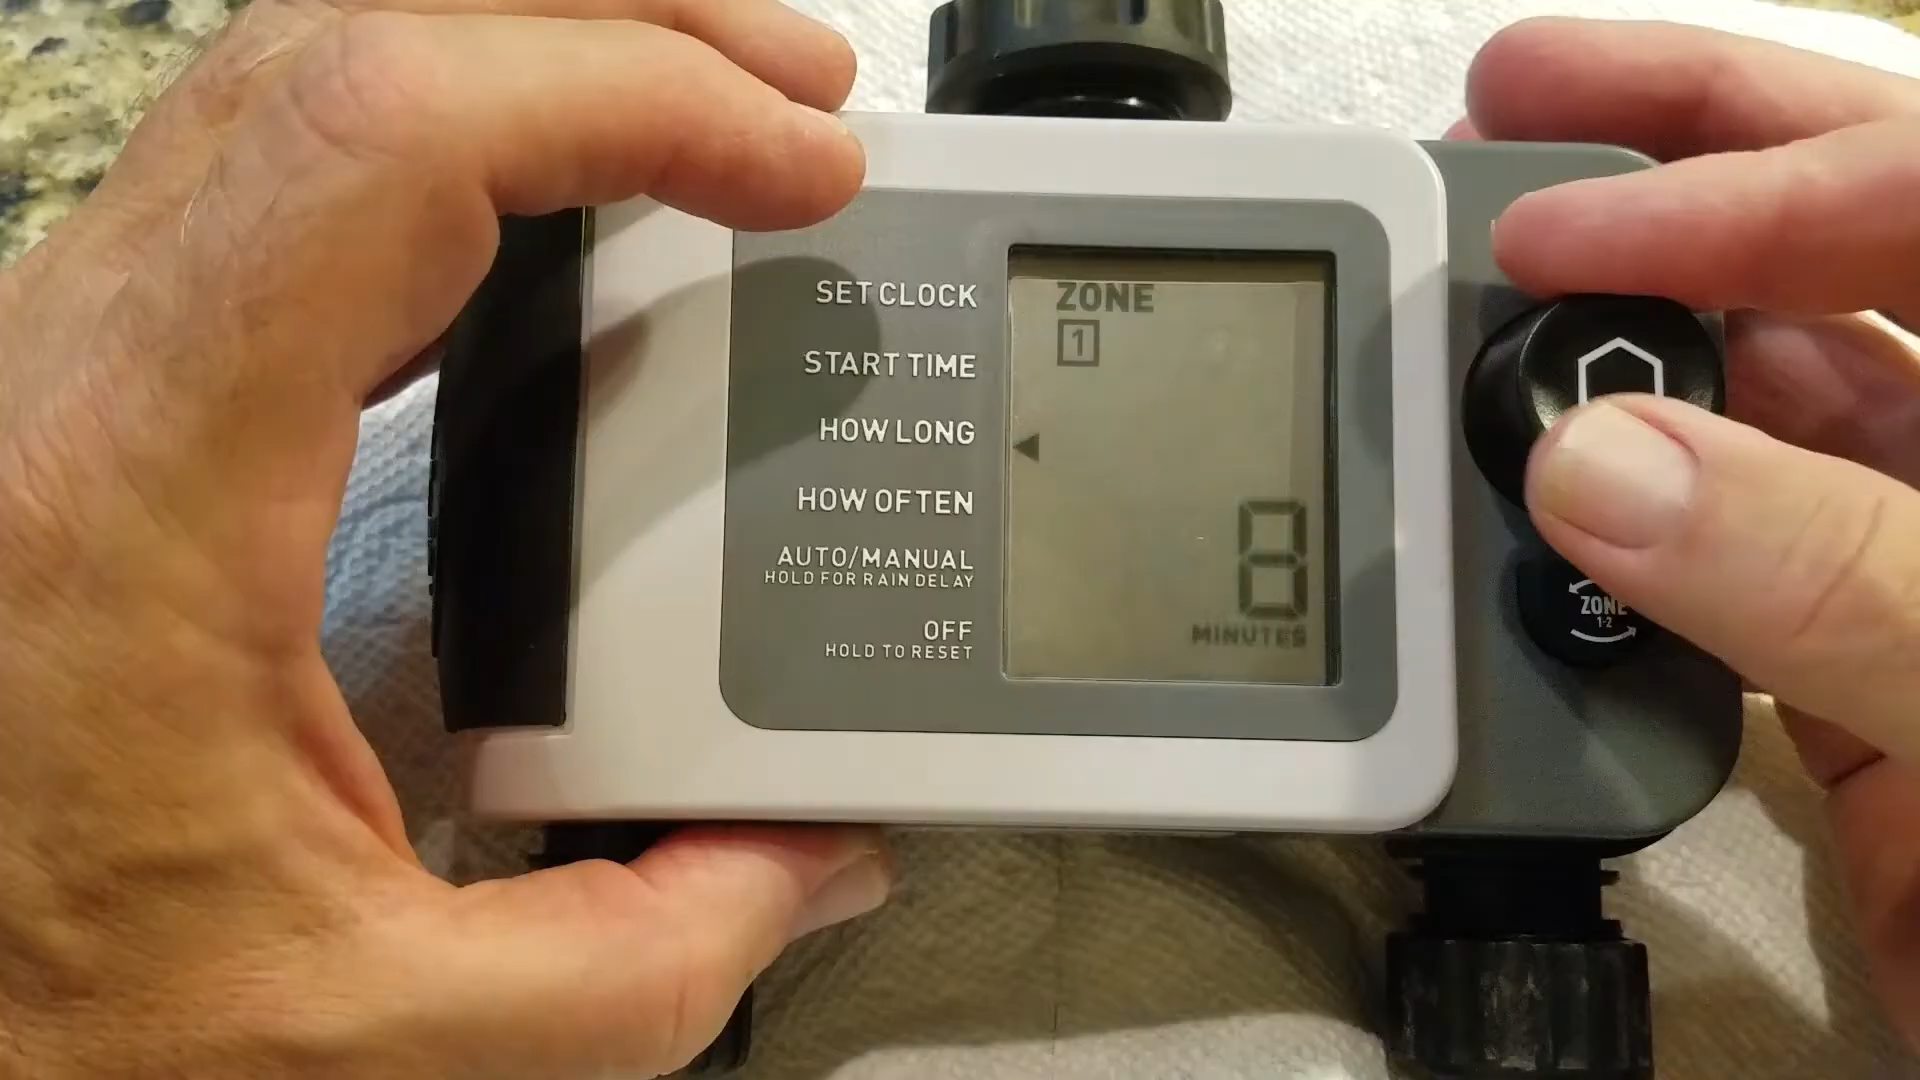 SET CLOCK
START TIME
HOW LONG
HOW OFTEN
AUTO/MANUAL
HOLD FOR RAIN DELAY
OFF
HOLD TO RESET
ZONE
1
8
MINUTES
ZONE
1-2